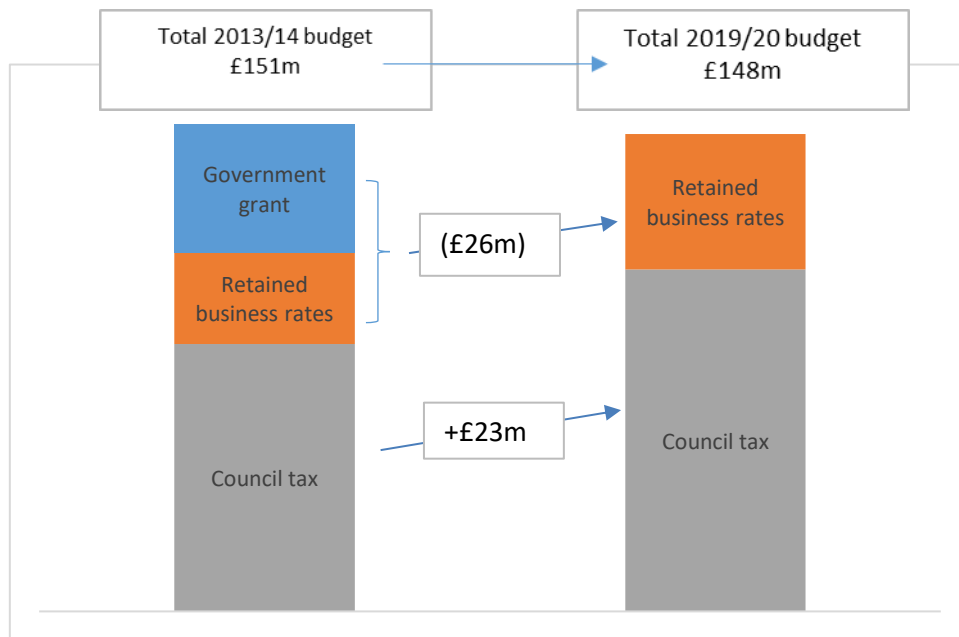 Total 2013/14 budget
£151m
Total 2019/20 budget
£148m
Government
grant
Retained
business rates
Council tax
(£26m)
+£23m
Retained
business rates
Council tax